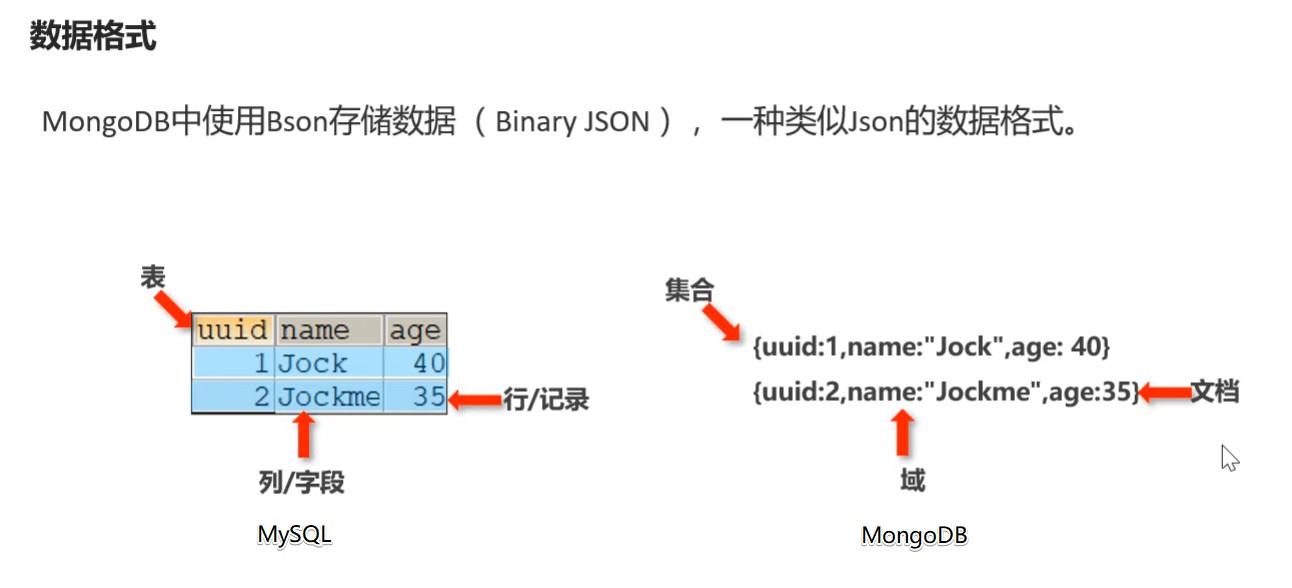 数据格式
MongoDB中使用Bson存储数据（Binary JSON），一种类似Json的数据格式。
表
uuid name age
1 Jock 40
2 Jockme 35
行/记录
列/字段
MySQL
集合
{uuid:1,name:"Jock",age: 40}
{uuid:2,name:"Jockme",age:35}
文档
域
MongoDB